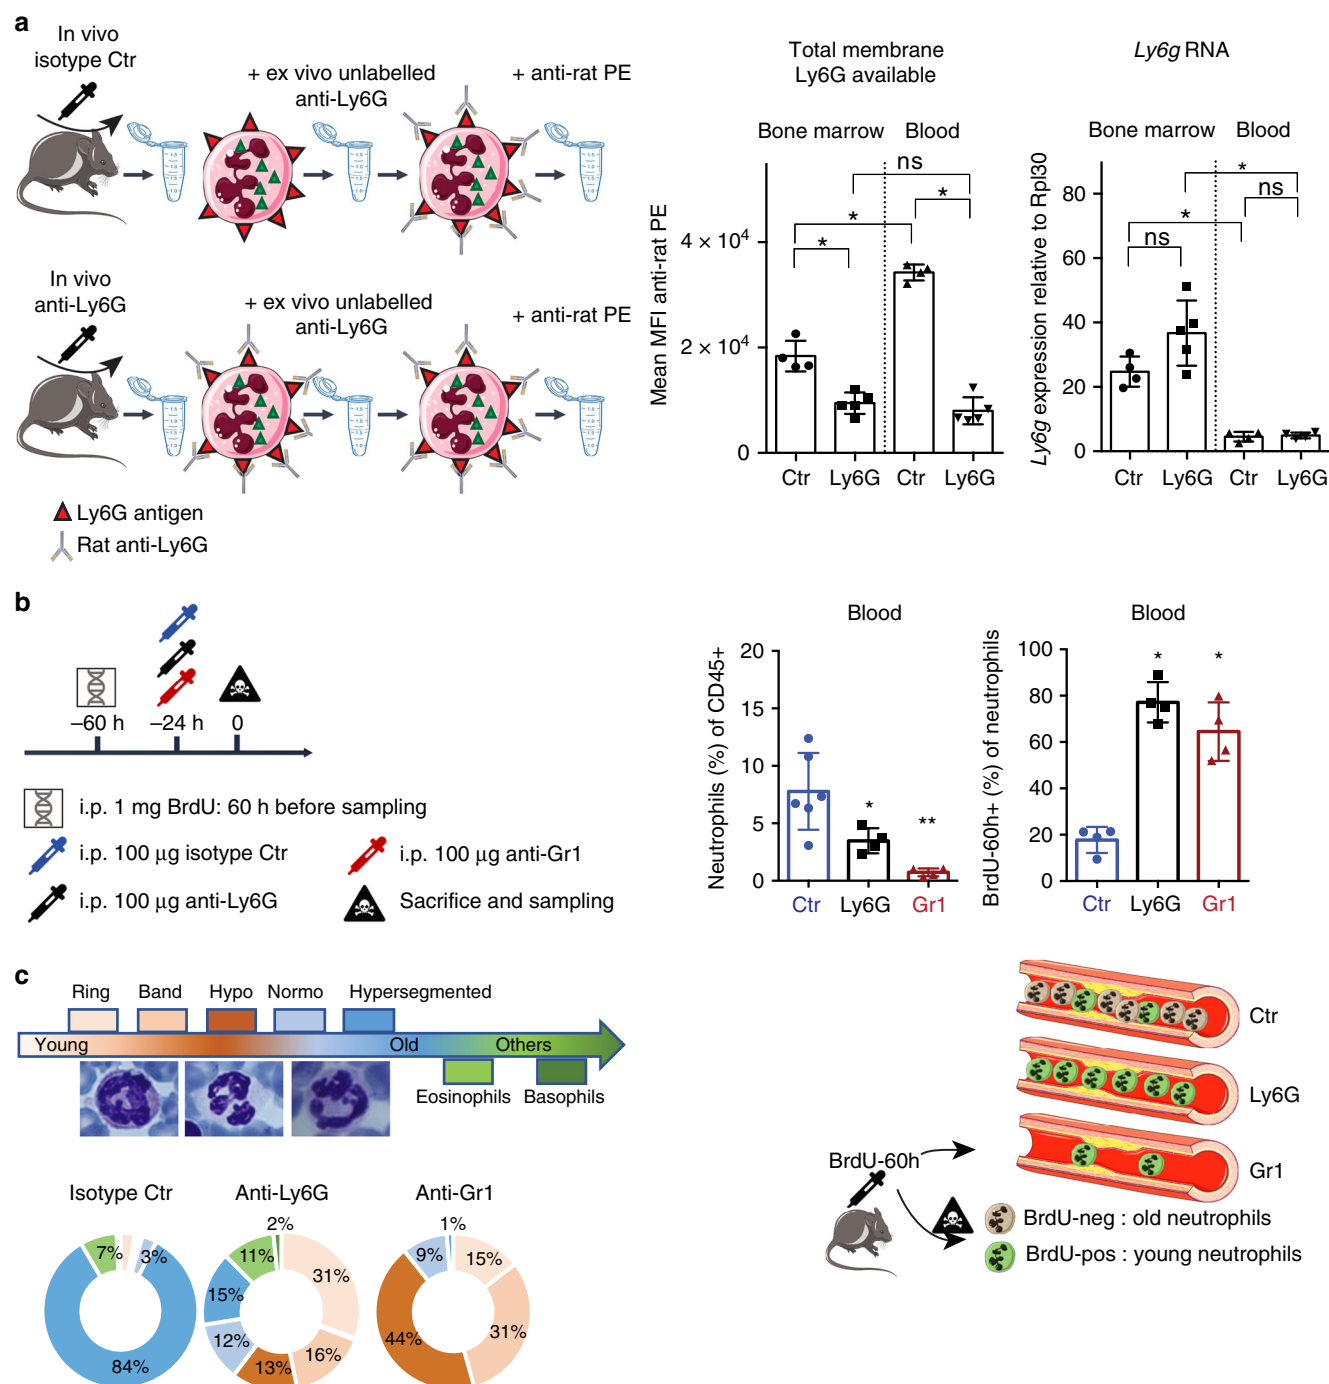 a
In vivo
isotype Ctr
+ ex vivo unlabelled
anti-Ly6G
+ anti-rat PE
In vivo
anti-Ly6G
+ ex vivo unlabelled
anti-Ly6G
+ anti-rat PE
Ly6G antigen
Rat anti-Ly6G
Total membrane
Ly6G available
Bone marrow Blood
Mean MFI anti-rat PE
4 × 10⁴
2 × 10⁴
0
ns
*
*
*
Ctr Ly6G Ctr Ly6G
Ly6g RNA
Bone marrow Blood
Ly6g expression relative to Rpl30
80
60
40
20
0
*
ns
*
ns
Ctr Ly6G Ctr Ly6G
b
–60 h –24 h 0
i.p. 1 mg BrdU: 60 h before sampling
i.p. 100 μg isotype Ctr
i.p. 100 μg anti-Gr1
i.p. 100 μg anti-Ly6G
Sacrifice and sampling
Blood
Neutrophils (%) of CD45+
20
15
10
5
0
*
**
Ctr Ly6G Gr1
Blood
BrdU-60h+ (%) of neutrophils
100
80
60
40
20
0
* *
Ctr Ly6G Gr1
c
Ring Band Hypo Normo Hypersegmented
Young Old Others
Eosinophils Basophils
Isotype Ctr
7%
3%
84%
Anti-Ly6G
2%
11%
31%
15%
12%
13%
16%
Anti-Gr1
1%
9%
15%
44%
31%
Ctr
Ly6G
Gr1
BrdU-60h
BrdU-neg : old neutrophils
BrdU-pos : young neutrophils